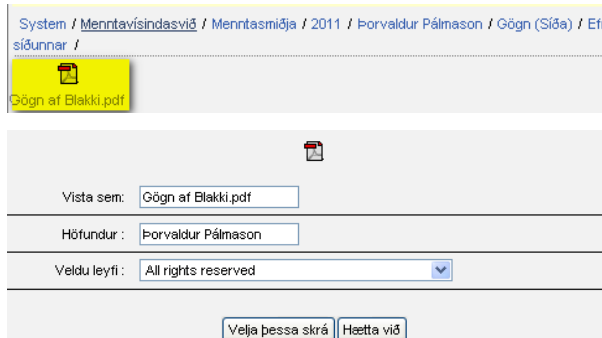 System / Menntavísindasvið / Menntasmiðja / 2011 / Þorvaldur Pálmason / Gögn (Síða) /
síðunnar /
Gögn af Blakki.pdf
Vista sem: Gögn af Blakki.pdf
Höfundur : Þorvaldur Pálmason
Veldu leyfi : All rights reserved
Velja þessa skrá Hætta við